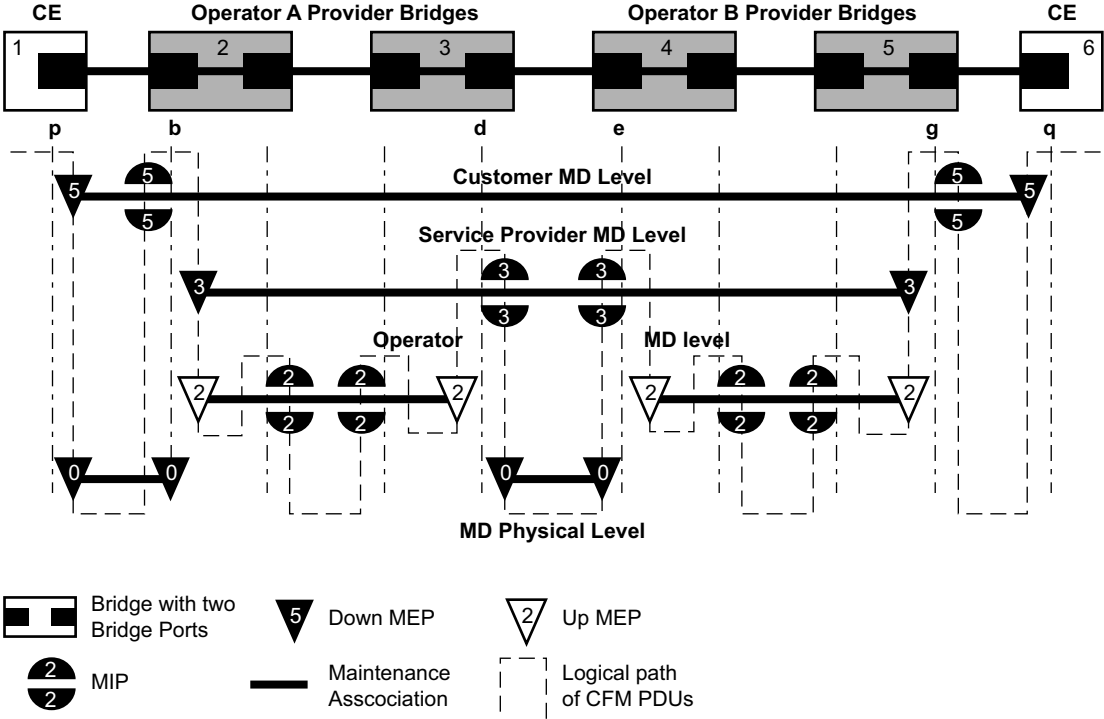 CE Operator A Provider Bridges Operator B Provider Bridges CE
1 2 3 4 5 6
p b d e g q
5 5 5 5
Customer MD Level
5 5
Service Provider MD Level
3 3
3 3
3 3
Operator MD level
2 2 2 2
2 2 2 2
2 2 2 2
0 0 0 0
MD Physical Level
Bridge with two
Bridge Ports
5 Down MEP
2 Up MEP
2
2
MIP
Maintenance
Asscociation
Logical path
of CFM PDUs